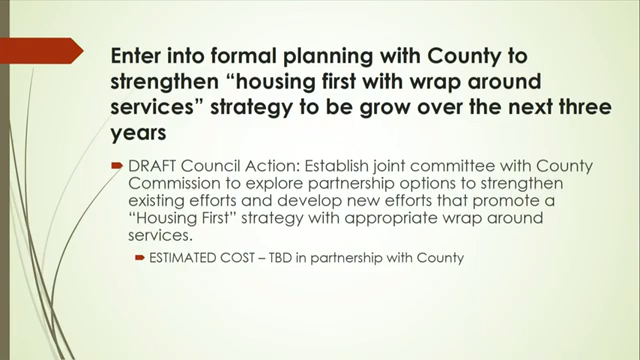 Enter into formal planning with County to
strengthen “housing first with wrap around
services” strategy to be grow over the next three
years
DRAFT Council Action: Establish joint committee with County
Commission to explore partnership options to strengthen
existing efforts and develop new efforts that promote a
“Housing First” strategy with appropriate wrap around
services.
ESTIMATED COST – TBD in partnership with County